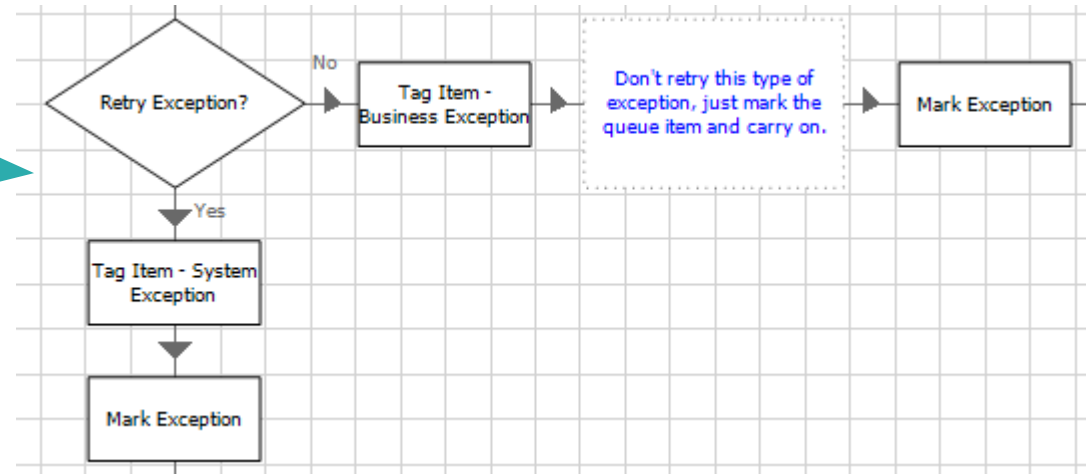 No
Retry Exception?
Tag Item -
Business Exception
Don't retry this type of
exception, just mark the
queue item and carry on.
Mark Exception
Yes
Tag Item - System
Exception
Mark Exception